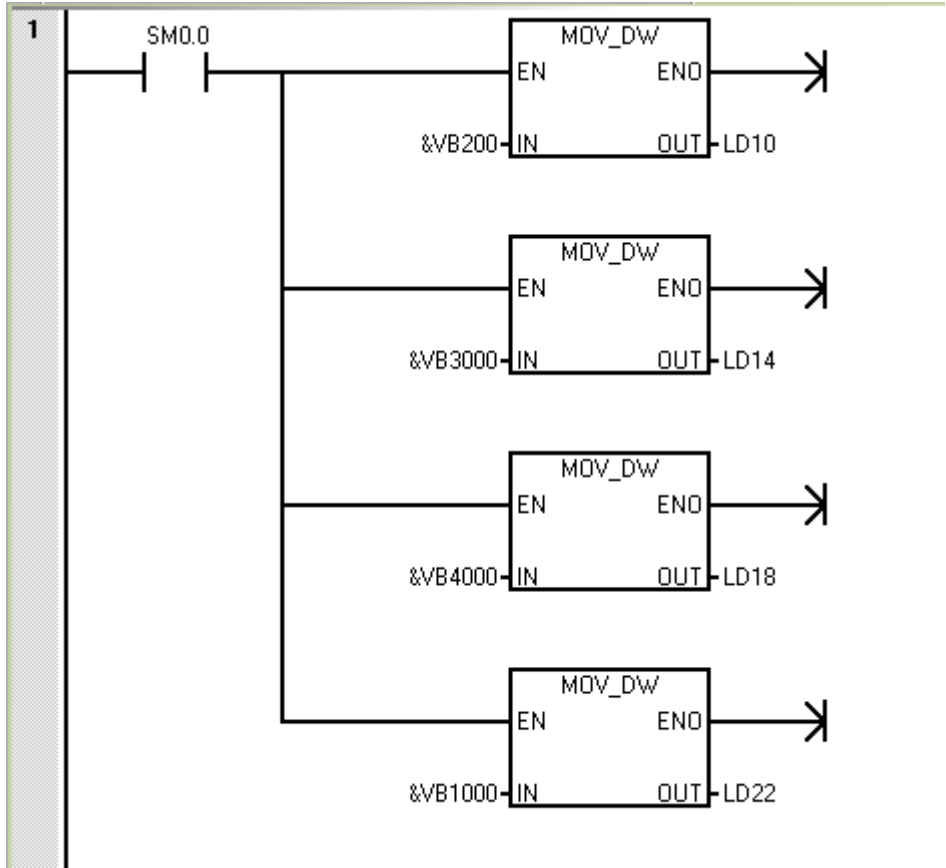 1
SM0.0
MOV_DW
EN ENO
&VB200 IN OUT LD10
MOV_DW
EN ENO
&VB3000 IN OUT LD14
MOV_DW
EN ENO
&VB4000 IN OUT LD18
MOV_DW
EN ENO
&VB1000 IN OUT LD22